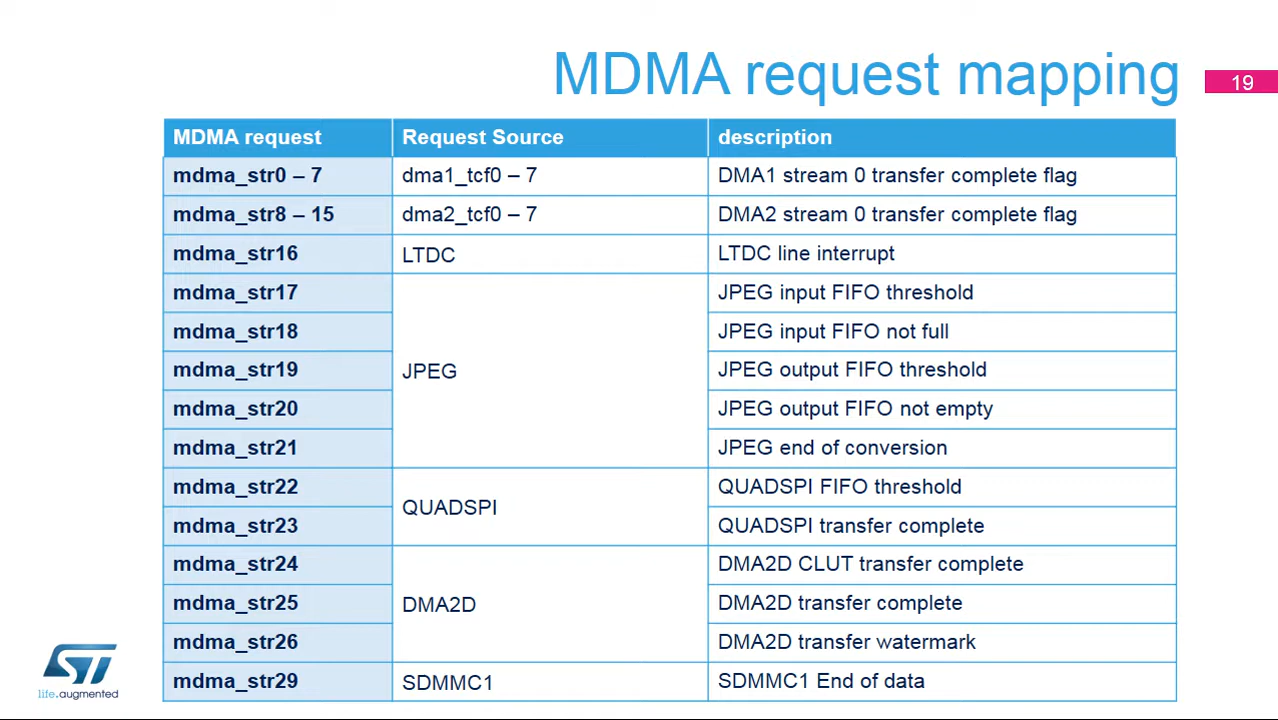 MDMA request mapping
19
MDMA request Request Source description
mdma_str0 – 7 dma1_tcf0 – 7 DMA1 stream 0 transfer complete flag
mdma_str8 – 15 dma2_tcf0 – 7 DMA2 stream 0 transfer complete flag
mdma_str16 LTDC LTDC line interrupt
mdma_str17 JPEG input FIFO threshold
mdma_str18 JPEG input FIFO not full
mdma_str19 JPEG JPEG output FIFO threshold
mdma_str20 JPEG output FIFO not empty
mdma_str21 JPEG end of conversion
mdma_str22 QUADSPI QUADSPI FIFO threshold
mdma_str23 QUADSPI transfer complete
mdma_str24 DMA2D CLUT transfer complete
mdma_str25 DMA2D DMA2D transfer complete
mdma_str26 DMA2D transfer watermark
mdma_str29 SDMMC1 SDMMC1 End of data
ST
life.augmented